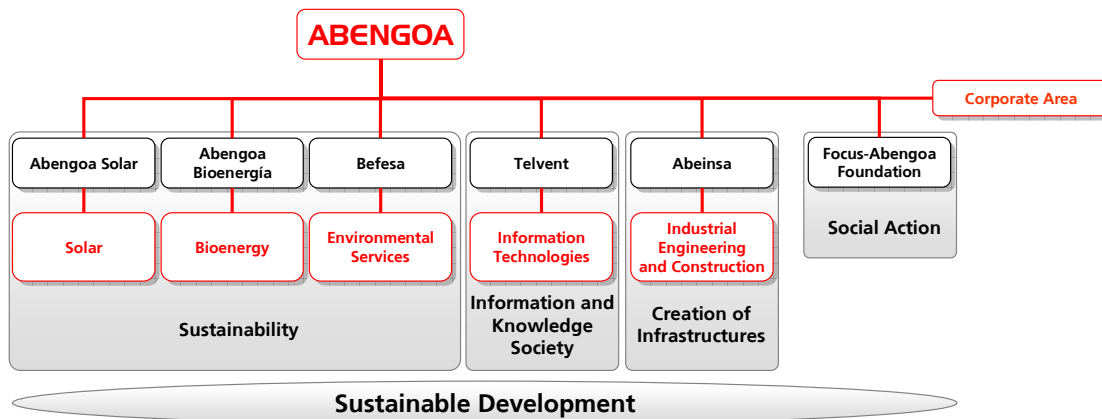 ABENGOA
Corporate Area
Abengoa Solar
Abengoa
Bioenergía
Befesa
Telvent
Abeinsa
Focus-Abengoa
Foundation
Solar
Bioenergy
Environmental
Services
Information
Technologies
Industrial
Engineering
and Construction
Social Action
Sustainability
Information and
Knowledge
Society
Creation of
Infrastructures
Sustainable Development